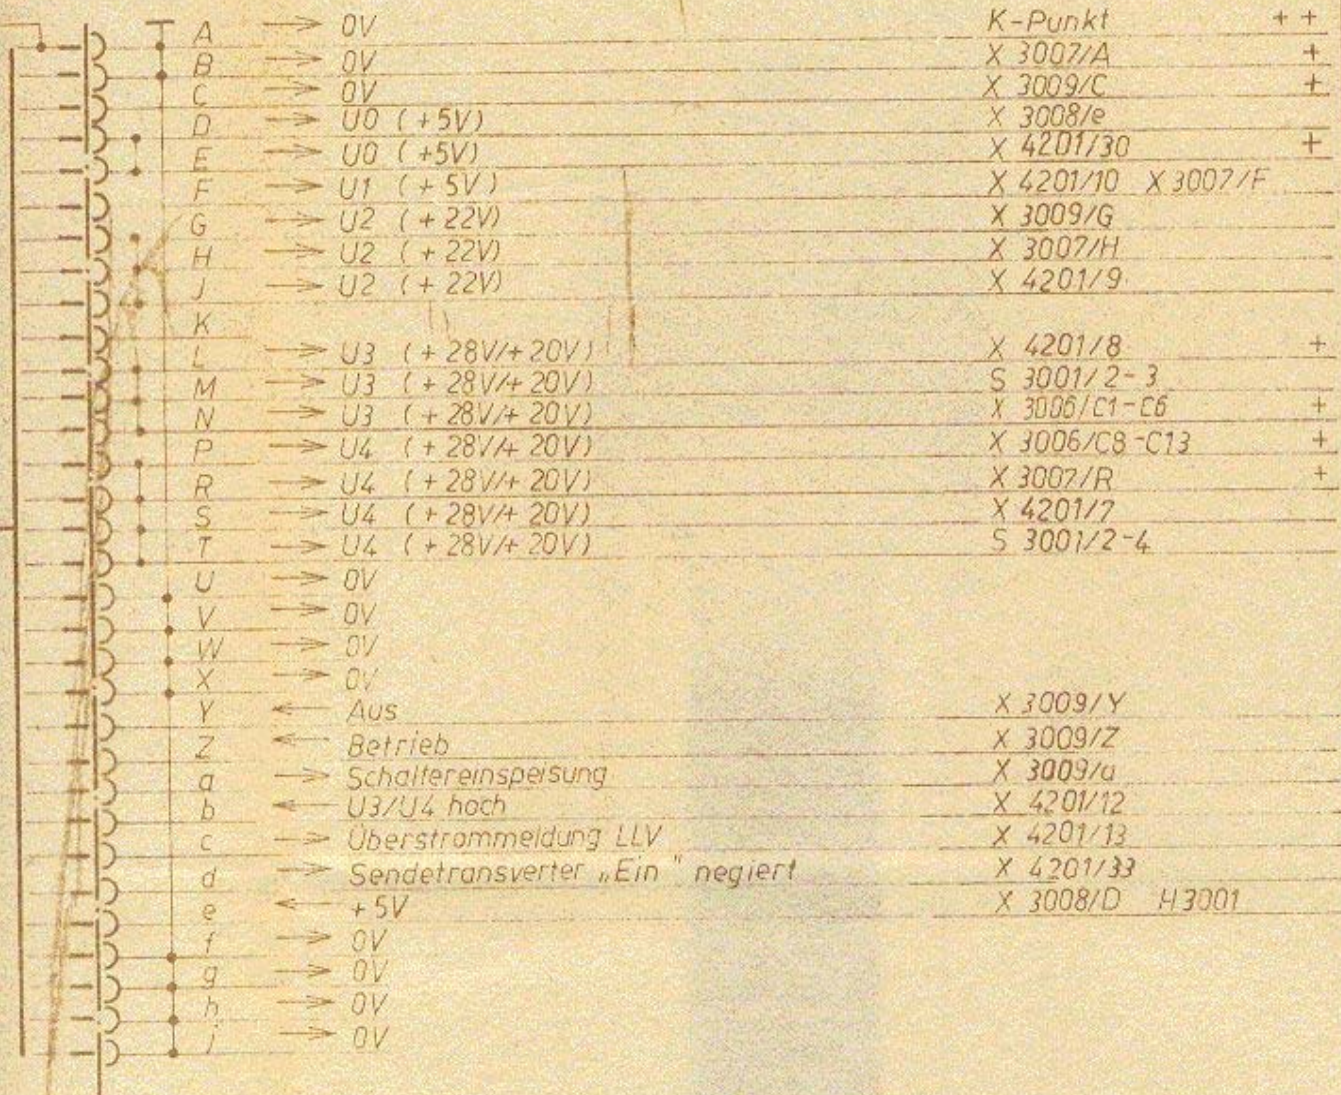 A → 0V K-Punkt + +
B → 0V X 3007/A +
C → 0V X 3009/C +
D → U0 (+5V) X 3008/e
E → U0 (+5V) X 4201/30 +
F → U1 (+5V) X 4201/10 X 3007/F
G → U2 (+22V) X 3009/G
H → U2 (+22V) X 3007/H
J → U2 (+22V) X 4201/9
K
L → U3 (+28V/+20V) X 4201/8 +
M → U3 (+28V/+20V) S 3001/2-3
N → U3 (+28V/+20V) X 3006/C1-C6 +
P → U4 (+28V/+20V) X 3006/C8-C13 +
R → U4 (+28V/+20V) X 3007/R +
S → U4 (+28V/+20V) X 4201/7
T → U4 (+28V/+20V) S 3001/2-4
U → 0V
V → 0V
W → 0V
X → 0V
Y ← Aus X 3009/Y
Z ← Betrieb X 3009/Z
a → Schaltereinspeisung X 3009/a
b ← U3/U4 hoch X 4201/12
c → Überstrommeldung LLV X 4201/13
d → Sendetransverter „Ein" negiert X 4201/33
e ← +5V X 3008/D H3001
f → 0V
g → 0V
h → 0V
j → 0V